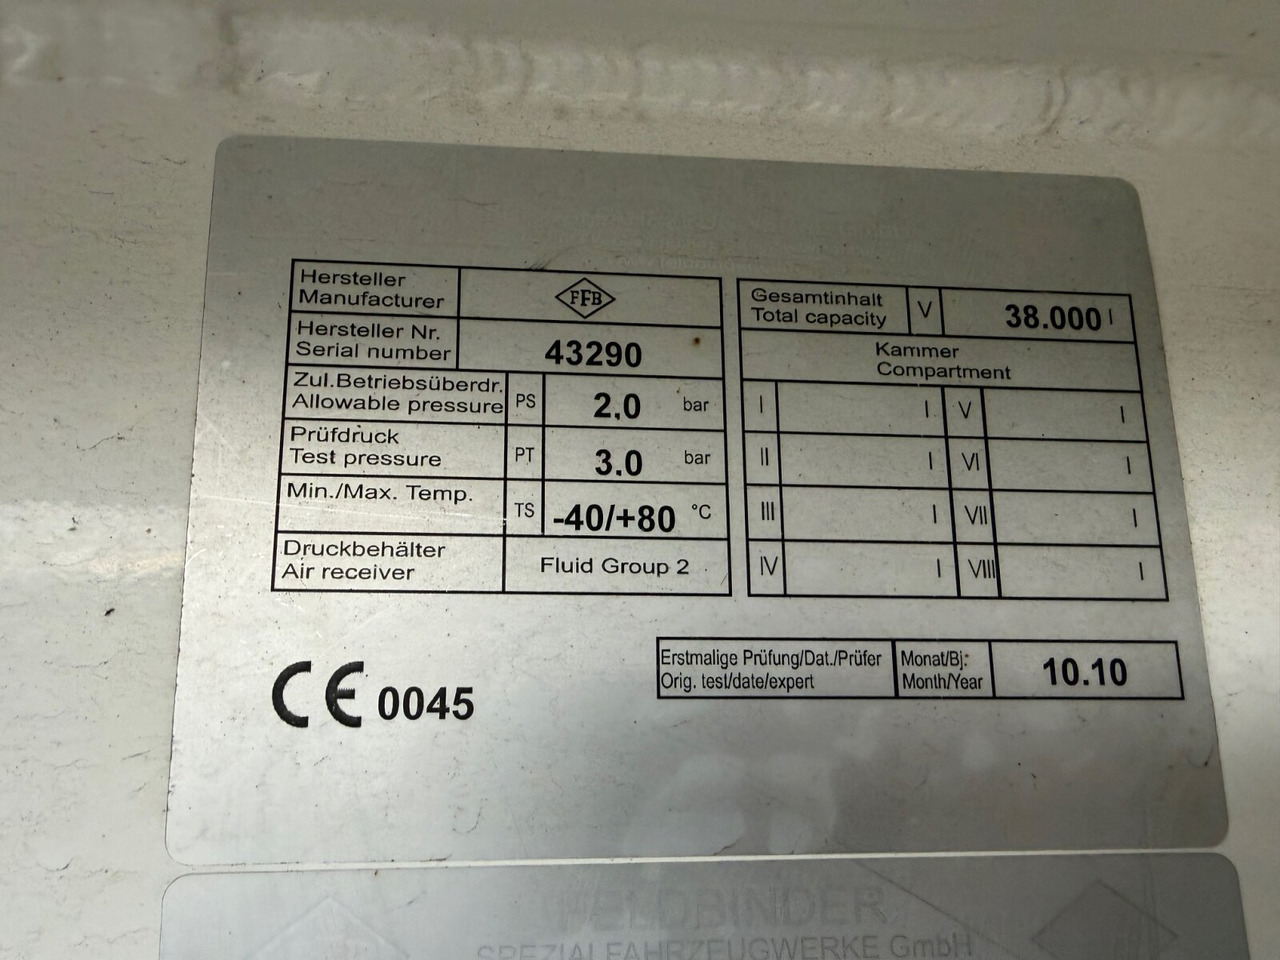 Hersteller
Manufacturer
FFB
Hersteller Nr.
Serial number
43290
Zul.Betriebsüberdr.
Allowable pressure
PS
2,0
bar
Prüfdruck
Test pressure
PT
3.0
bar
Min./Max. Temp.
TS
-40/+80
°C
Druckbehälter
Air receiver
Fluid Group 2
Gesamtinhalt
Total capacity
V
38.000 l
Kammer
Compartment
I
l
V
l
II
l
VI
l
III
l
VII
l
IV
l
VIII
l
CE 0045
Erstmalige Prüfung/Dat./Prüfer
Orig. test/date/expert
Monat/Bj:
Month/Year
10.10
FELDBINDER
SPEZIALFAHRZEUGWERKE GmbH